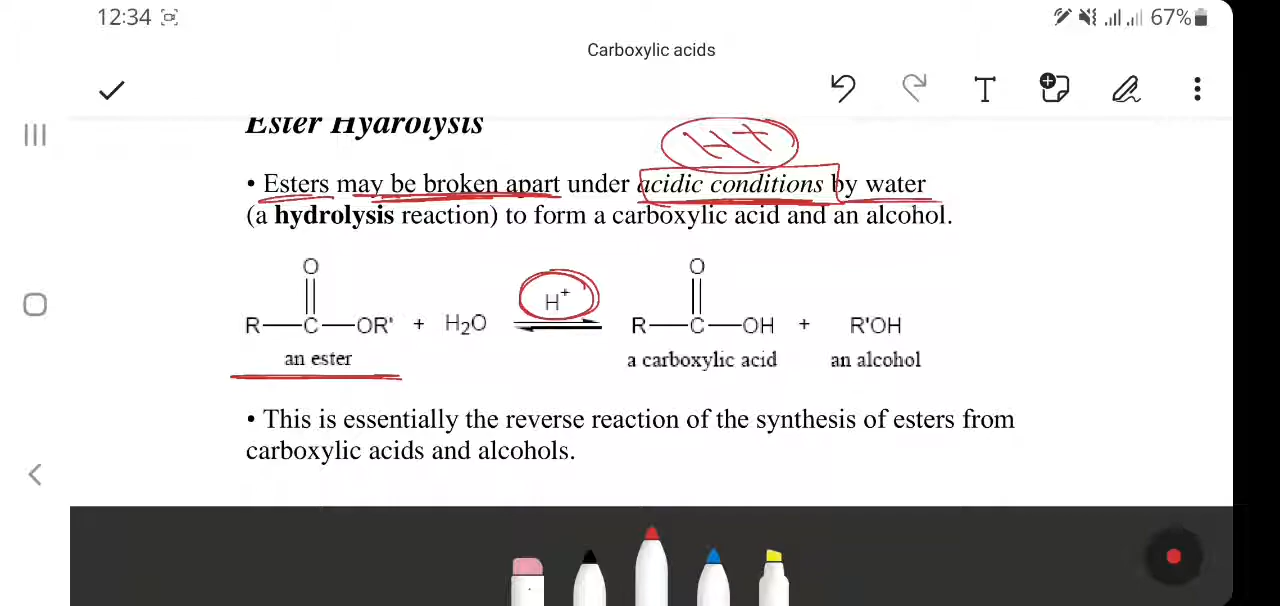 12:34
67%
Carboxylic acids
T
Ester Hydrolysis
H+
• Esters may be broken apart under acidic conditions by water
(a hydrolysis reaction) to form a carboxylic acid and an alcohol.
O O
H+
R—C—OR' + H2O R—C—OH + R'OH
an ester a carboxylic acid an alcohol
• This is essentially the reverse reaction of the synthesis of esters from
carboxylic acids and alcohols.